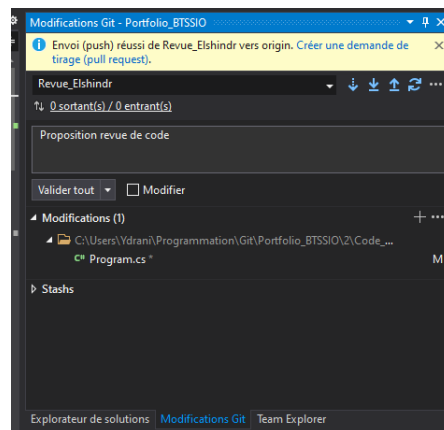 Modifications Git - Portfolio_BTSSIO
Envoi (push) réussi de Revue_Elshindr vers origin. Créer une demande de
tirage (pull request).
Revue_Elshindr
0 sortant(s) / 0 entrant(s)
Proposition revue de code
Valider tout
Modifier
Modifications (1)
C:\Users\Ydrani\Programmation\Git\Portfolio_BTSSIO\2\Code_...
C# Program.cs * M
Stashs
Explorateur de solutions Modifications Git Team Explorer